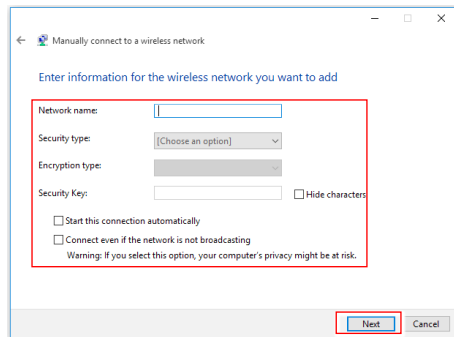 Manually connect to a wireless network
Enter information for the wireless network you want to add
Network name:
Security type: [Choose an option]
Encryption type:
Security Key: Hide characters
Start this connection automatically
Connect even if the network is not broadcasting
Warning: If you select this option, your computer's privacy might be at risk.
Next Cancel